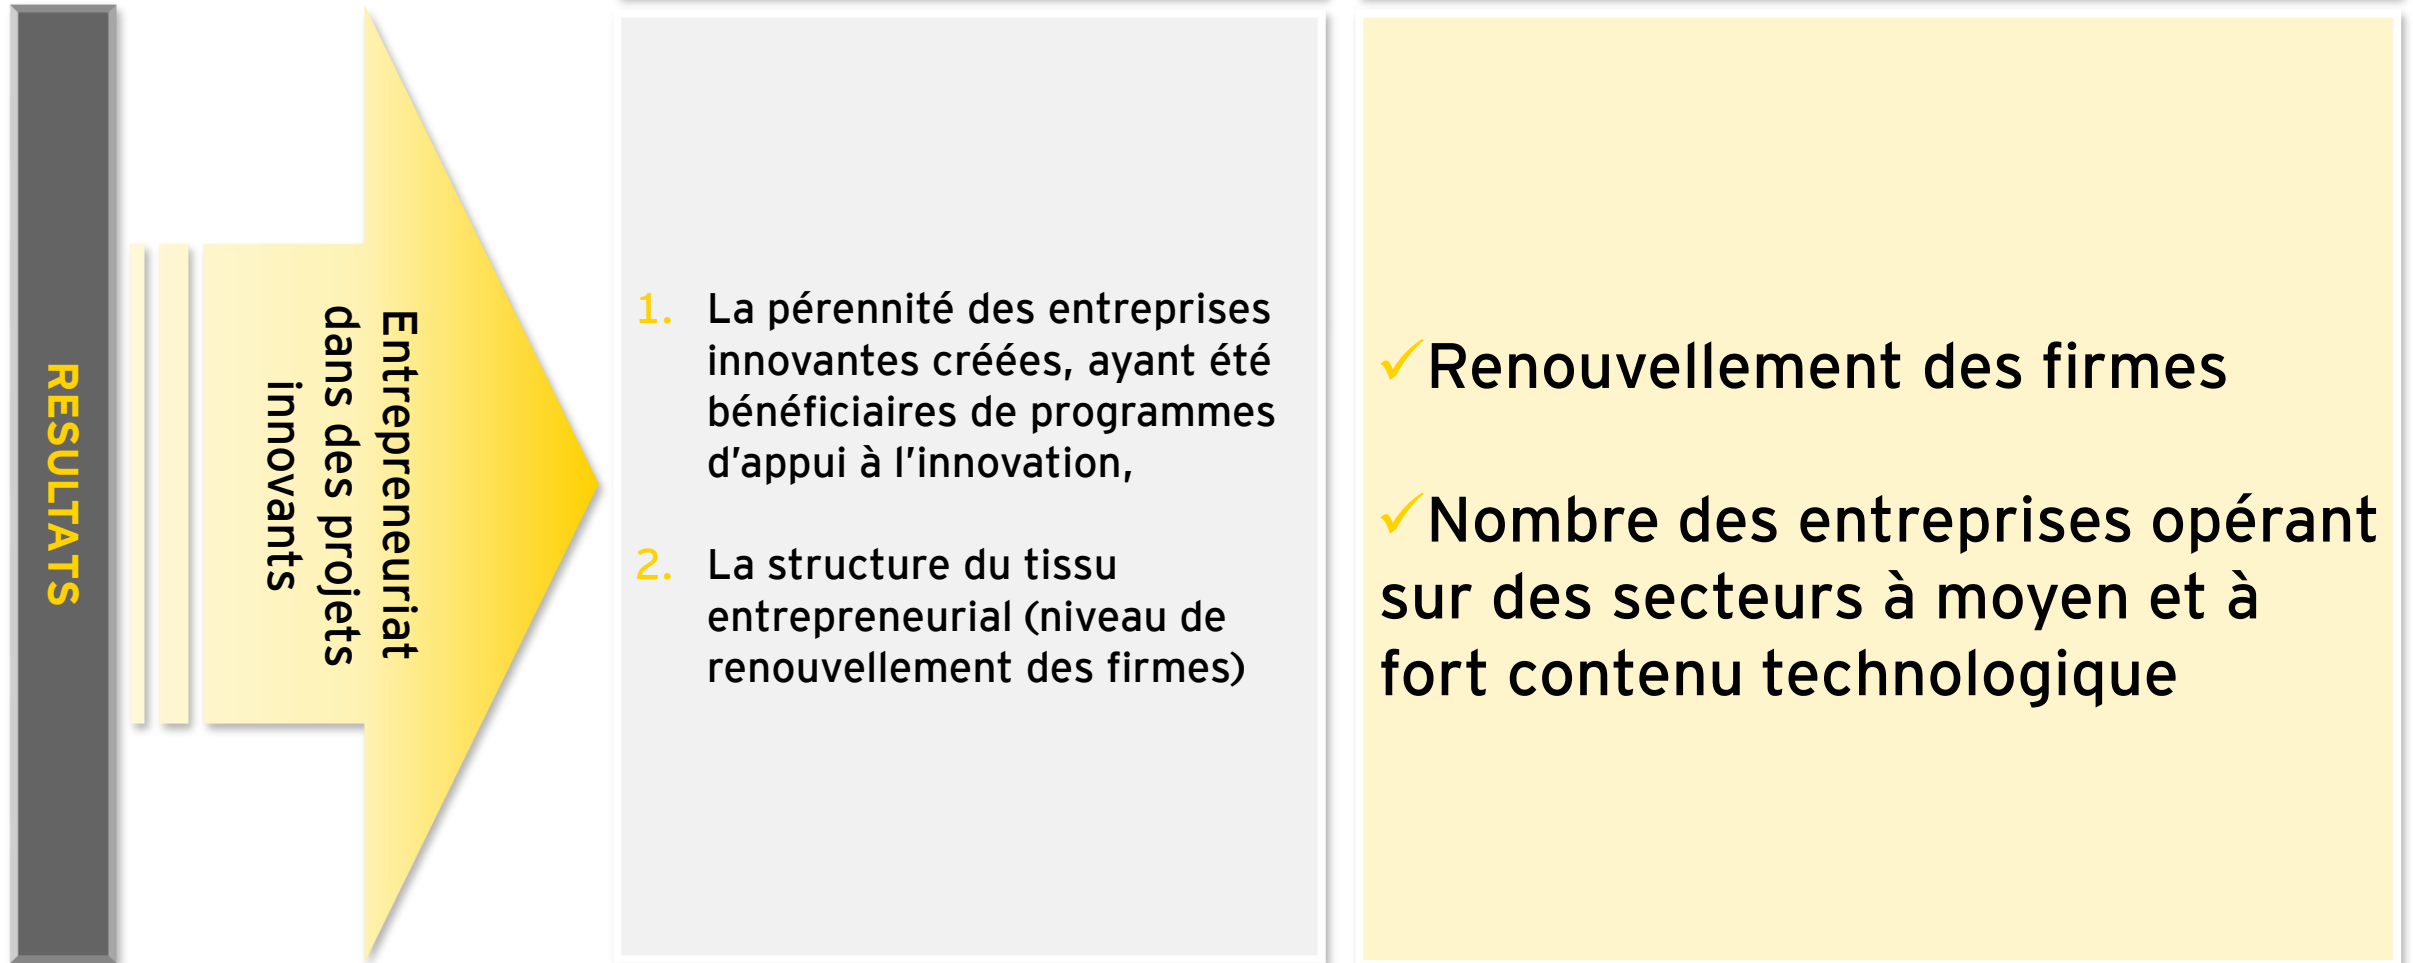 RESULTATS
Entrepreneuriat
dans des projets
innovants
1. La pérennité des entreprises
innovantes créées, ayant été
bénéficiaires de programmes
d’appui à l’innovation,
2. La structure du tissu
entrepreneurial (niveau de
renouvellement des firmes)
✓Renouvellement des firmes
✓Nombre des entreprises opérant
sur des secteurs à moyen et à
fort contenu technologique